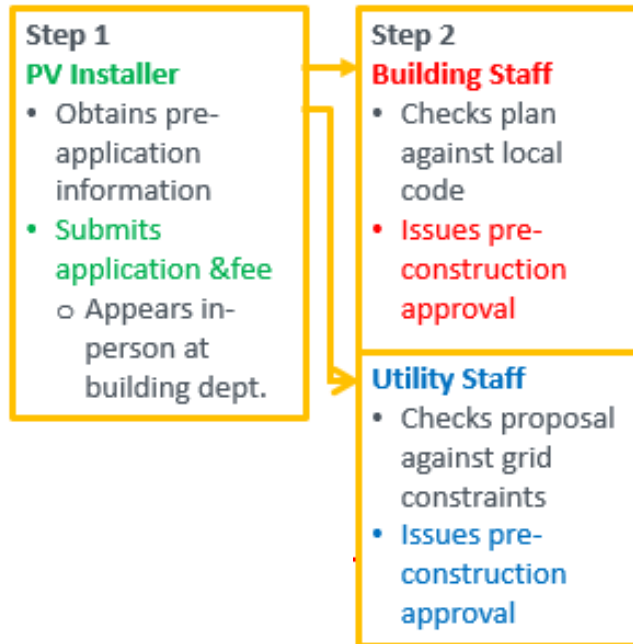 Step 1
PV Installer
• Obtains pre-
application
information
• Submits
application &fee
o Appears in-
person at
building dept.
Step 2
Building Staff
• Checks plan
against local
code
• Issues pre-
construction
approval
Utility Staff
• Checks proposal
against grid
constraints
• Issues pre-
construction
approval